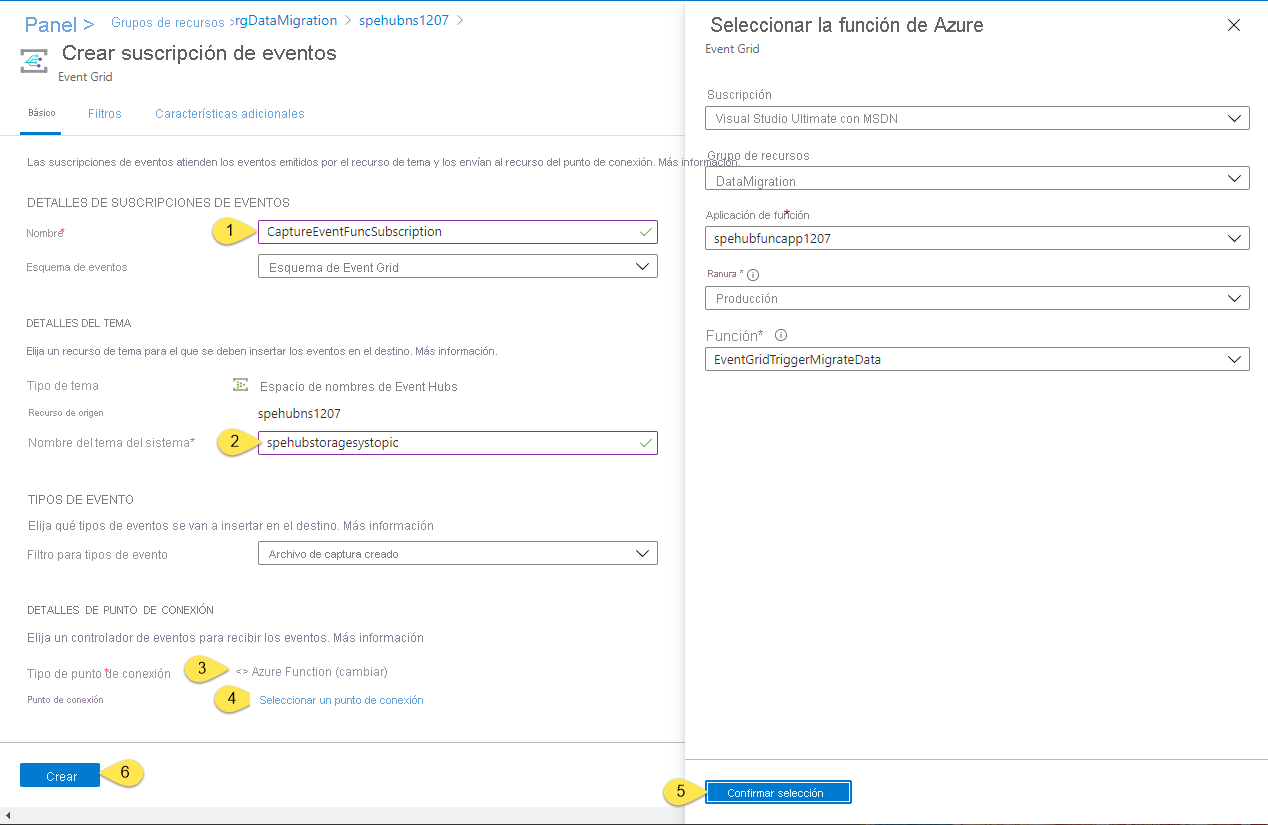 Panel > Grupos de recursos >rgDataMigration > spehubns1207 >
Crear suscripción de eventos
Event Grid
Básico Filtros Características adicionales
Las suscripciones de eventos atienden los eventos emitidos por el recurso de tema y los envían al recurso del punto de conexión. Más información.
DETALLES DE SUSCRIPCIONES DE EVENTOS
Nombre* 1 CaptureEventFuncSubscription
Esquema de eventos Esquema de Event Grid
DETALLES DEL TEMA
Elija un recurso de tema para el que se deben insertar los eventos en el destino. Más información.
Tipo de tema Espacio de nombres de Event Hubs
Recurso de origen spehubns1207
Nombre del tema del sistema* 2 spehubstoragesystopic
TIPOS DE EVENTO
Elija qué tipos de eventos se van a insertar en el destino. Más información
Filtro para tipos de evento Archivo de captura creado
DETALLES DE PUNTO DE CONEXIÓN
Elija un controlador de eventos para recibir los eventos. Más información
Tipo de punto *de conexión 3 <> Azure Function (cambiar)
Punto de conexión 4 Seleccionar un punto de conexión
Crear 6
Seleccionar la función de Azure
Event Grid
Suscripción
Visual Studio Ultimate con MSDN
Grupo de recursos
DataMigration
Aplicación de función*
spehubfuncapp1207
Ranura *
Producción
Función*
EventGridTriggerMigrateData
5 Confirmar selección